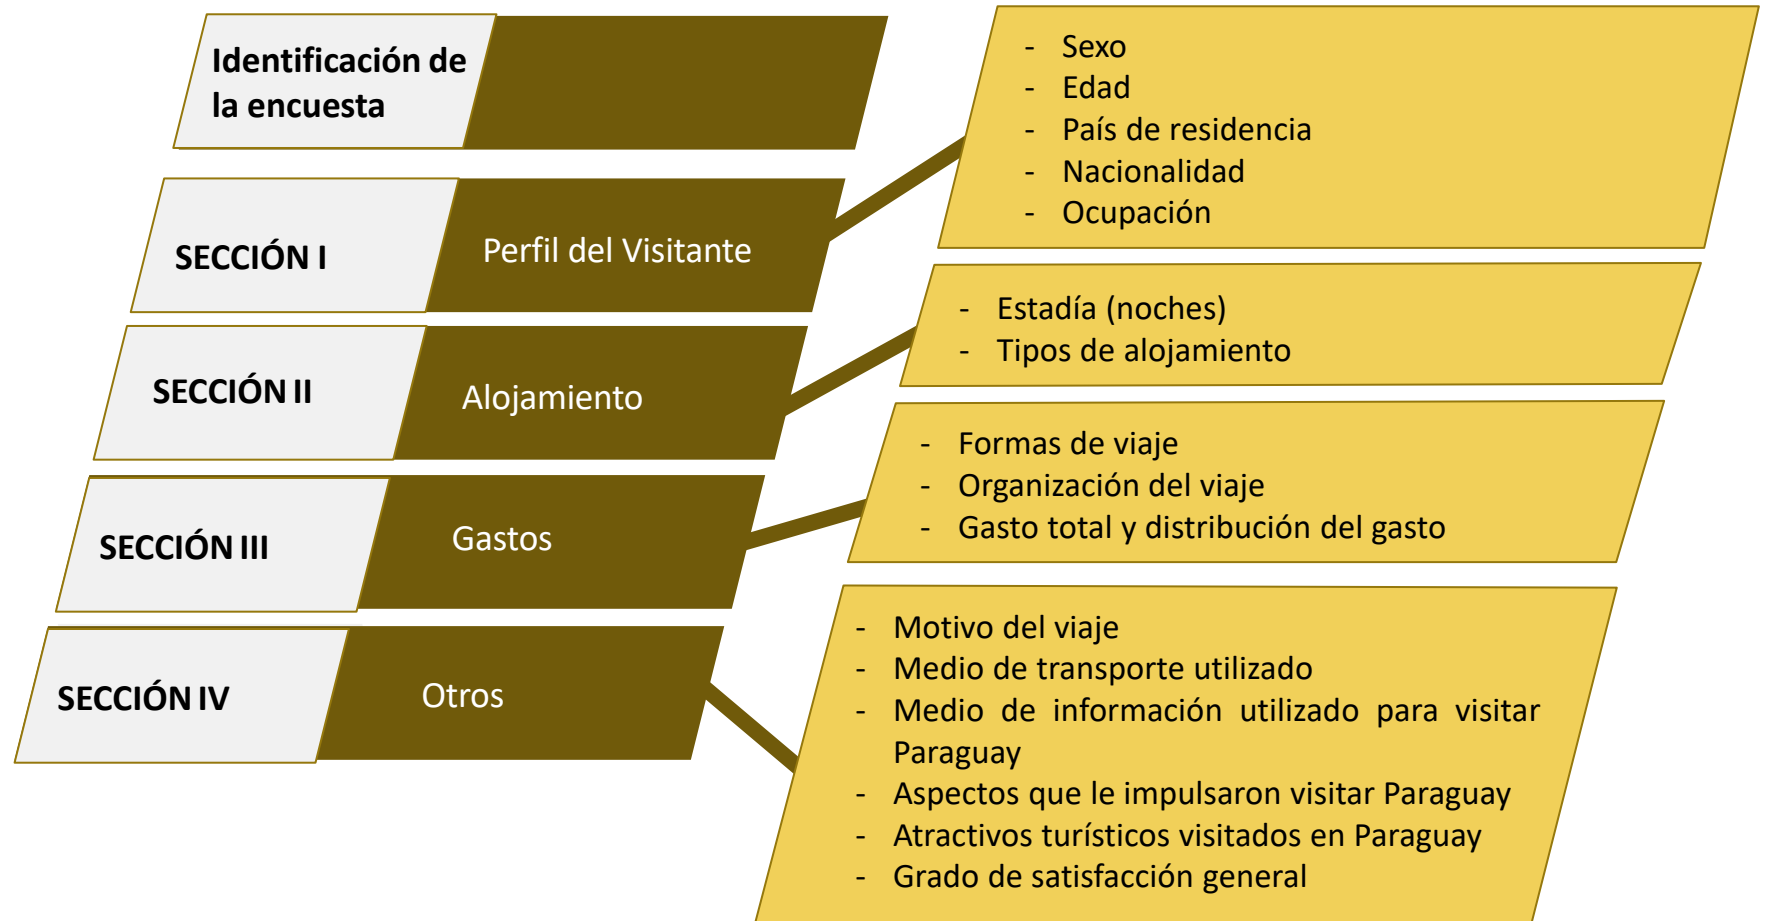 Identificación de
la encuesta
SECCIÓN I
Perfil del Visitante
- Sexo
- Edad
- País de residencia
- Nacionalidad
- Ocupación
SECCIÓN II
Alojamiento
- Estadía (noches)
- Tipos de alojamiento
SECCIÓN III
Gastos
- Formas de viaje
- Organización del viaje
- Gasto total y distribución del gasto
SECCIÓN IV
Otros
- Motivo del viaje
- Medio de transporte utilizado
- Medio de información utilizado para visitar
Paraguay
- Aspectos que le impulsaron visitar Paraguay
- Atractivos turísticos visitados en Paraguay
- Grado de satisfacción general